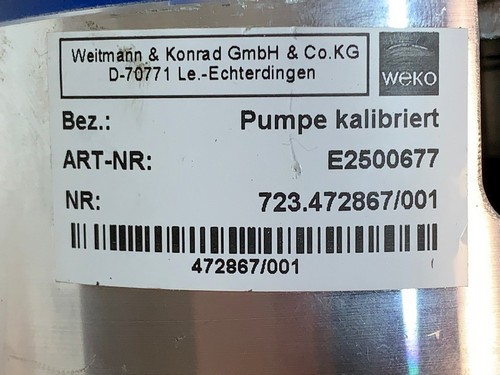 Weitmann & Konrad GmbH & Co.KG
D-70771 Le.-Echterdingen
weko
Bez.: Pumpe kalibriert
ART-NR: E2500677
NR: 723.472867/001
472867/001